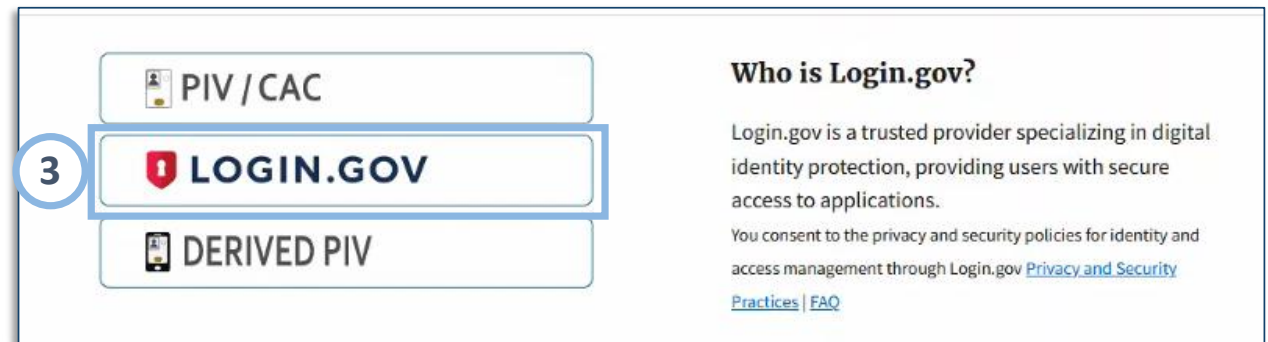 PIV / CAC
3
LOGIN.GOV
DERIVED PIV
Who is Login.gov?
Login.gov is a trusted provider specializing in digital
identity protection, providing users with secure
access to applications.
You consent to the privacy and security policies for identity and
access management through Login.gov Privacy and Security
Practices | FAQ